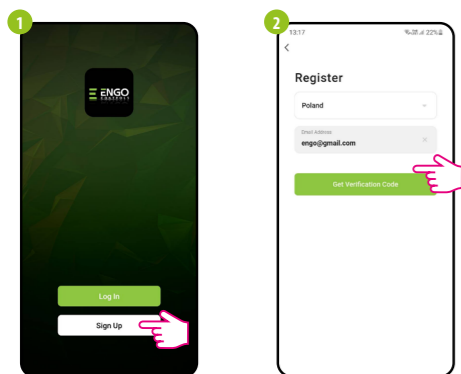 1
ENGO
CONTROLS
Log In
Sign Up
2
13:17
22%
Register
Poland
Email Address
engo@gmail.com
Get Verification Code